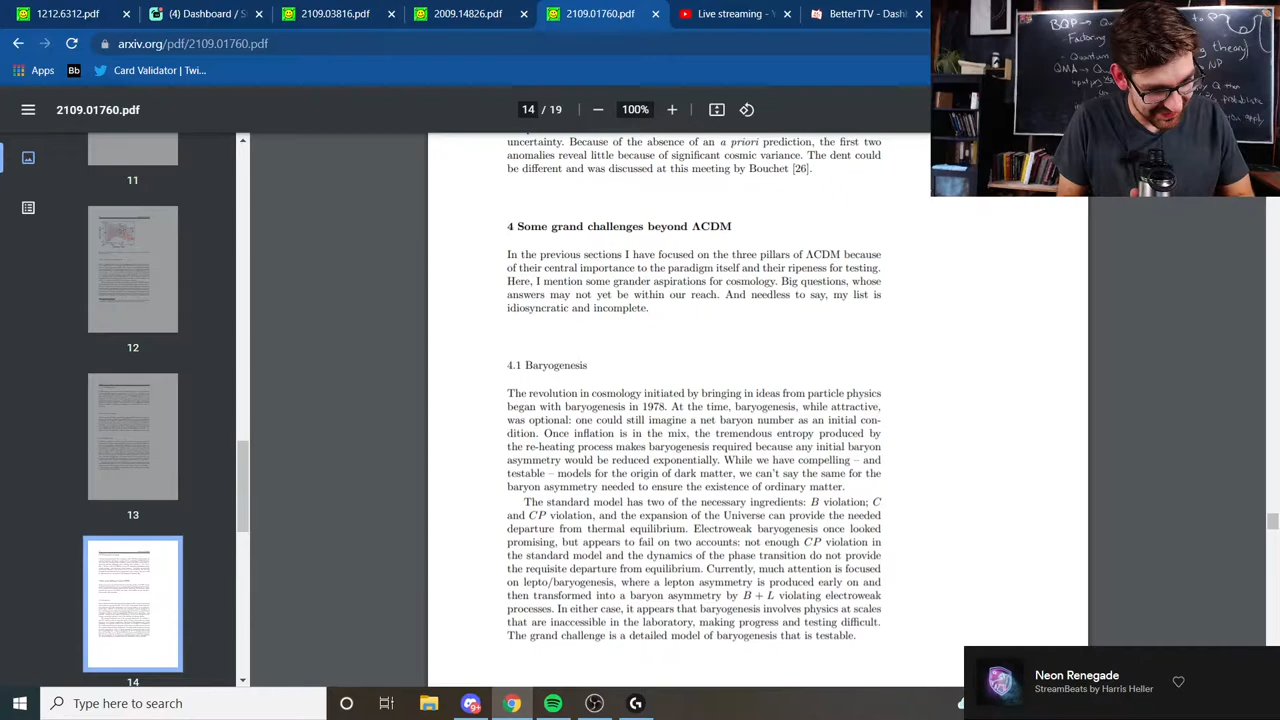 1212.6312.pdf
(4) Dashboard / S
2109.03816.pdf
2009.14826.pdf
2109.01760.pdf
Live streaming - Y
BetterTTV - Das
arxiv.org/pdf/2109.01760.pdf
Apps
Bb
Card Validator | Twi...
2109.01760.pdf
14 / 19
100%
BQP → Qu
Factoring
Quantum
QMA → Qu
theory)
NP
11
12
13
14
uncertainty. Because of the absence of an a priori prediction, the first two
anomalies reveal little because of significant cosmic variance. The dent could
be different and was discussed at this meeting by Bouchet [26].
4 Some grand challenges beyond ΛCDM
In the previous sections I have focused on the three pillars of ΛCDM because
of their central importance to the paradigm itself and their ripeness for testing.
Here, I mention some grander aspirations for cosmology. Big questions, whose
answers may not yet be within our reach. And needless to say, my list is
idiosyncratic and incomplete.
4.1 Baryogenesis
The revolution in cosmology initiated by bringing in ideas from particle physics
began with baryogenesis in 1978. At the time, baryogenesis, while attractive,
was optional: one could still imagine a net baryon number as an initial con-
dition. Once inflation is in the mix, the tremendous entropy produced by
the re-heating process makes baryogenesis required because any initial baryon
asymmetry would be reduced exponentially. While we have compelling – and
testable – models for the origin of dark matter, we can't say the same for the
baryon asymmetry needed to ensure the existence of ordinary matter.
The standard model has two of the necessary ingredients: B violation; C
and CP violation, and the expansion of the Universe can provide the needed
departure from thermal equilibrium. Electroweak baryogenesis once looked
promising, but appears to fail on two accounts: not enough CP violation in
the standard model and the dynamics of the phase transition do not provide
the requisite departure from equilibrium. Currently, much attention is focused
on lepto/baryogenesis, where a lepton asymmetry is produced early on and
then transformed into a baryon asymmetry by B + L violating electroweak
processes. In either case, it appears that baryogenesis involves physics at scales
that are inaccessible in the laboratory, making progress and testing difficult.
The grand challenge is a detailed model of baryogenesis that is testable.
Neon Renegade
StreamBeats by Harris Heller
Type here to search